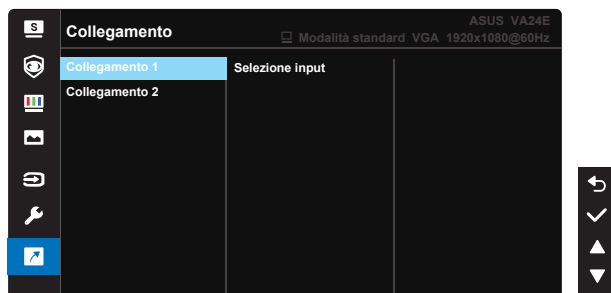 S
Collegamento
ASUS VA24E
Modalità standard VGA 1920x1080@60Hz
Collegamento 1
Selezione input
Collegamento 2